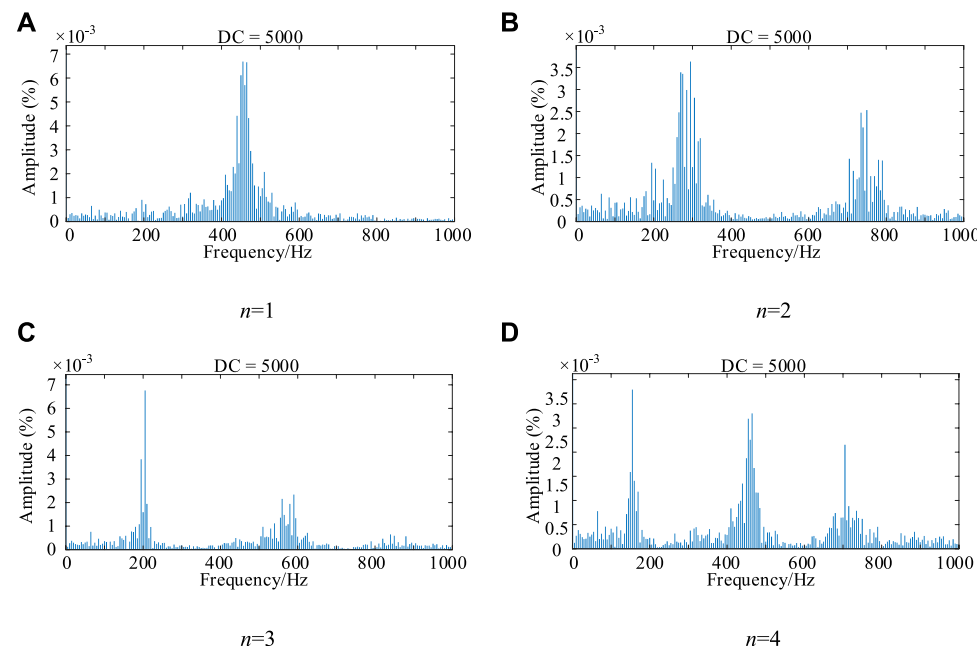 A
×10-3
DC = 5000
Amplitude (%)
7
6
5
4
3
2
1
0
0 200 400 600 800 1000
Frequency/Hz
n=1
B
×10-3
DC = 5000
Amplitude (%)
3.5
3
2.5
2
1.5
1
0.5
0
0 200 400 600 800 1000
Frequency/Hz
n=2
C
×10-3
DC = 5000
Amplitude (%)
7
6
5
4
3
2
1
0
0 200 400 600 800 1000
Frequency/Hz
n=3
D
×10-3
DC = 5000
Amplitude (%)
3.5
3
2.5
2
1.5
1
0.5
0
0 200 400 600 800 1000
Frequency/Hz
n=4